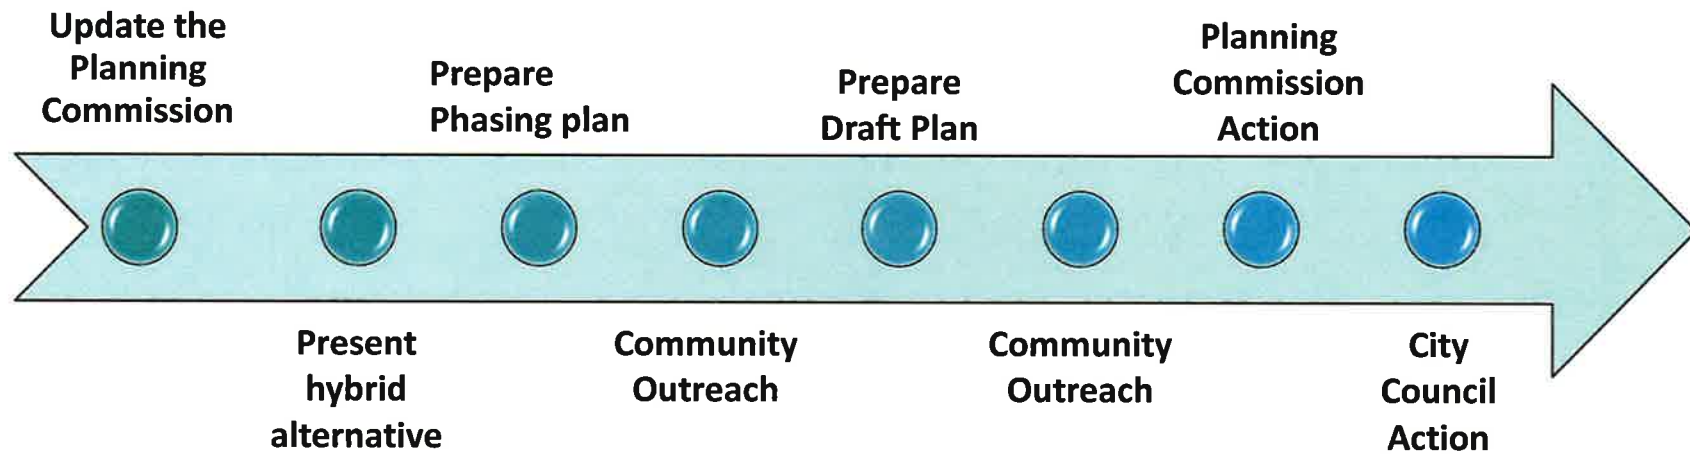 Update the
Planning
Commission
Present
hybrid
alternative
Prepare
Phasing plan
Community
Outreach
Prepare
Draft Plan
Community
Outreach
Planning
Commission
Action
City
Council
Action